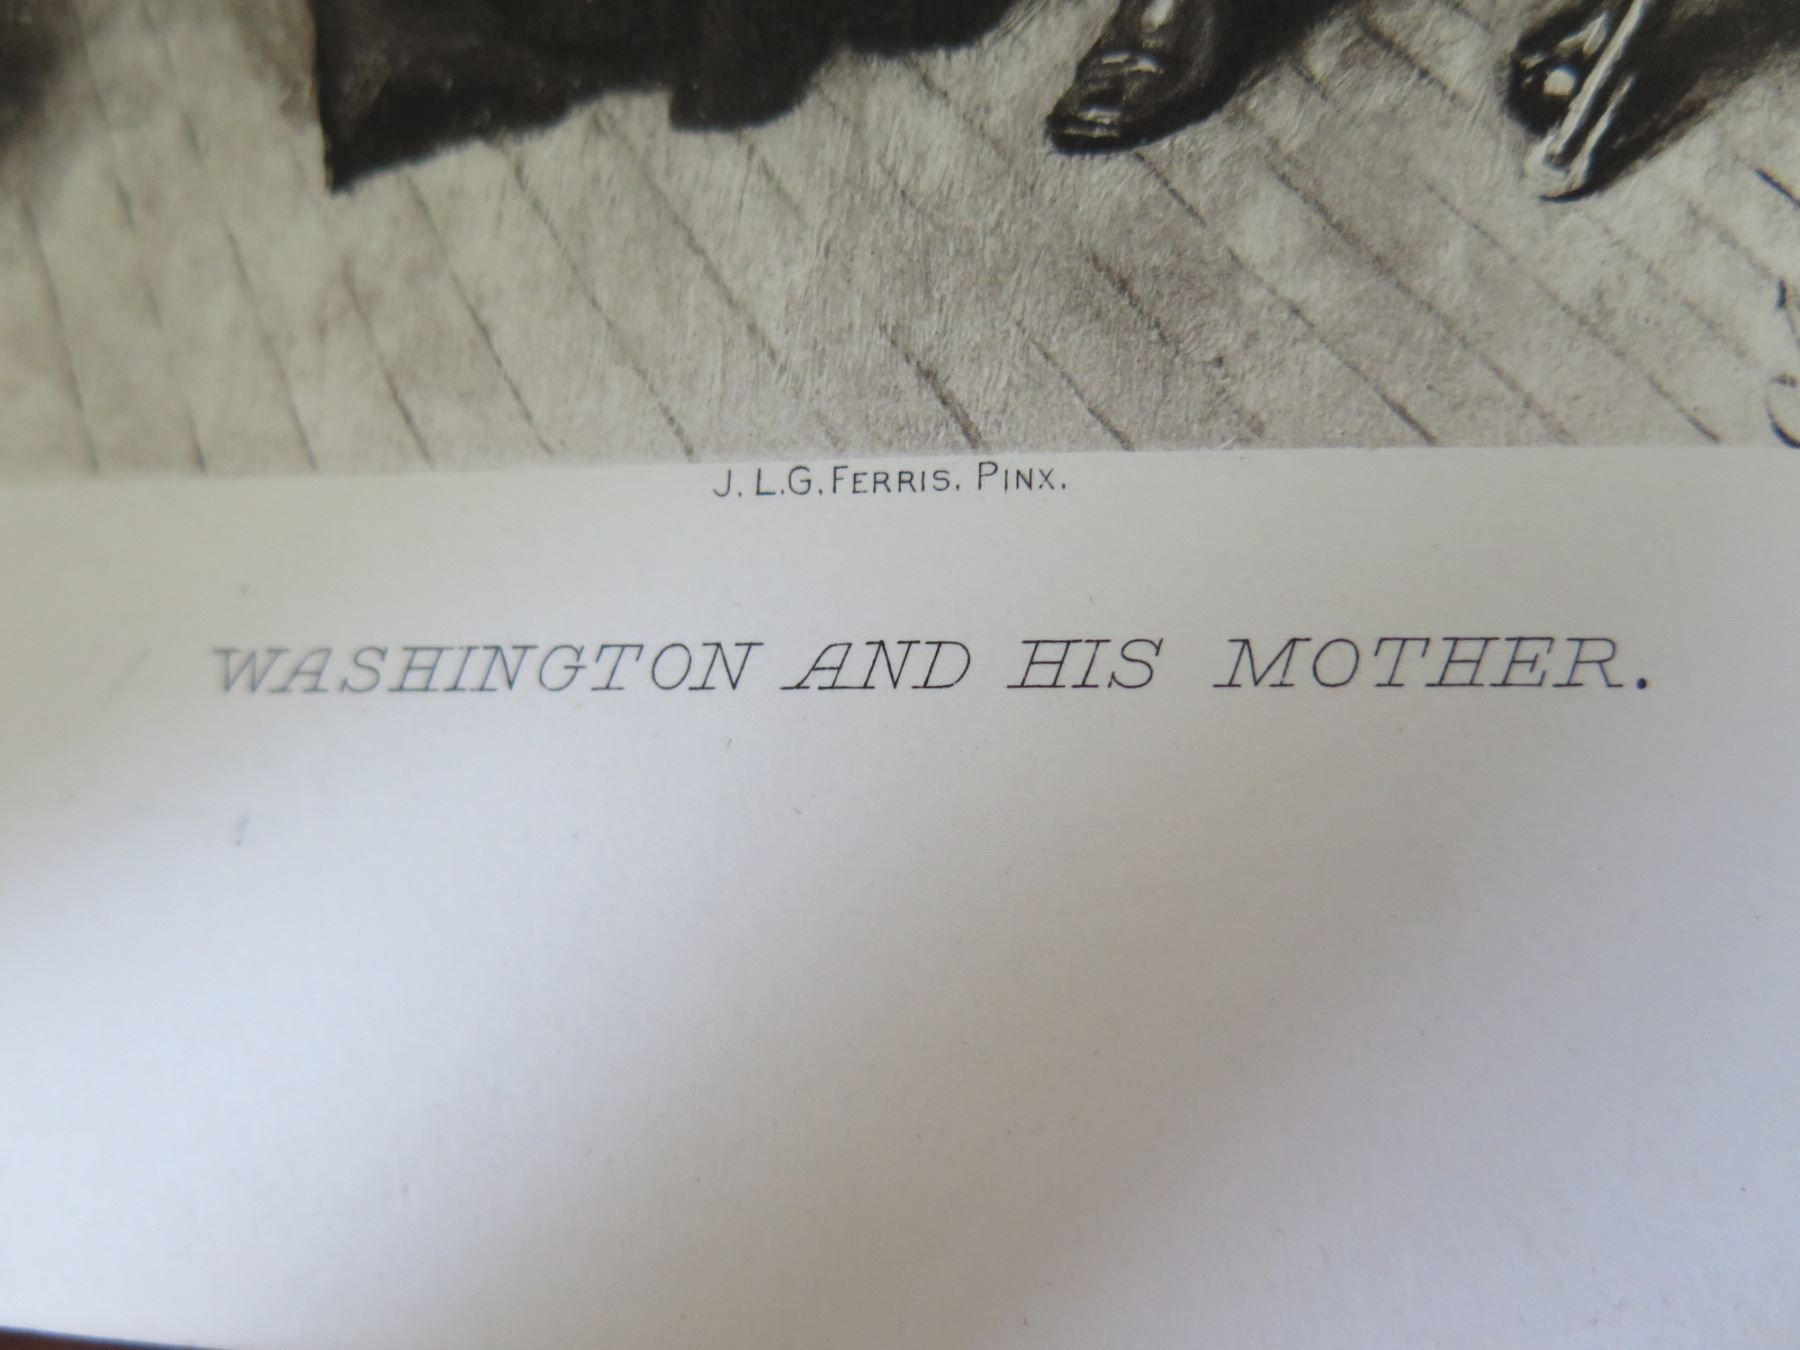 J. L. G. FERRIS. PINX.
WASHINGTON AND HIS MOTHER.